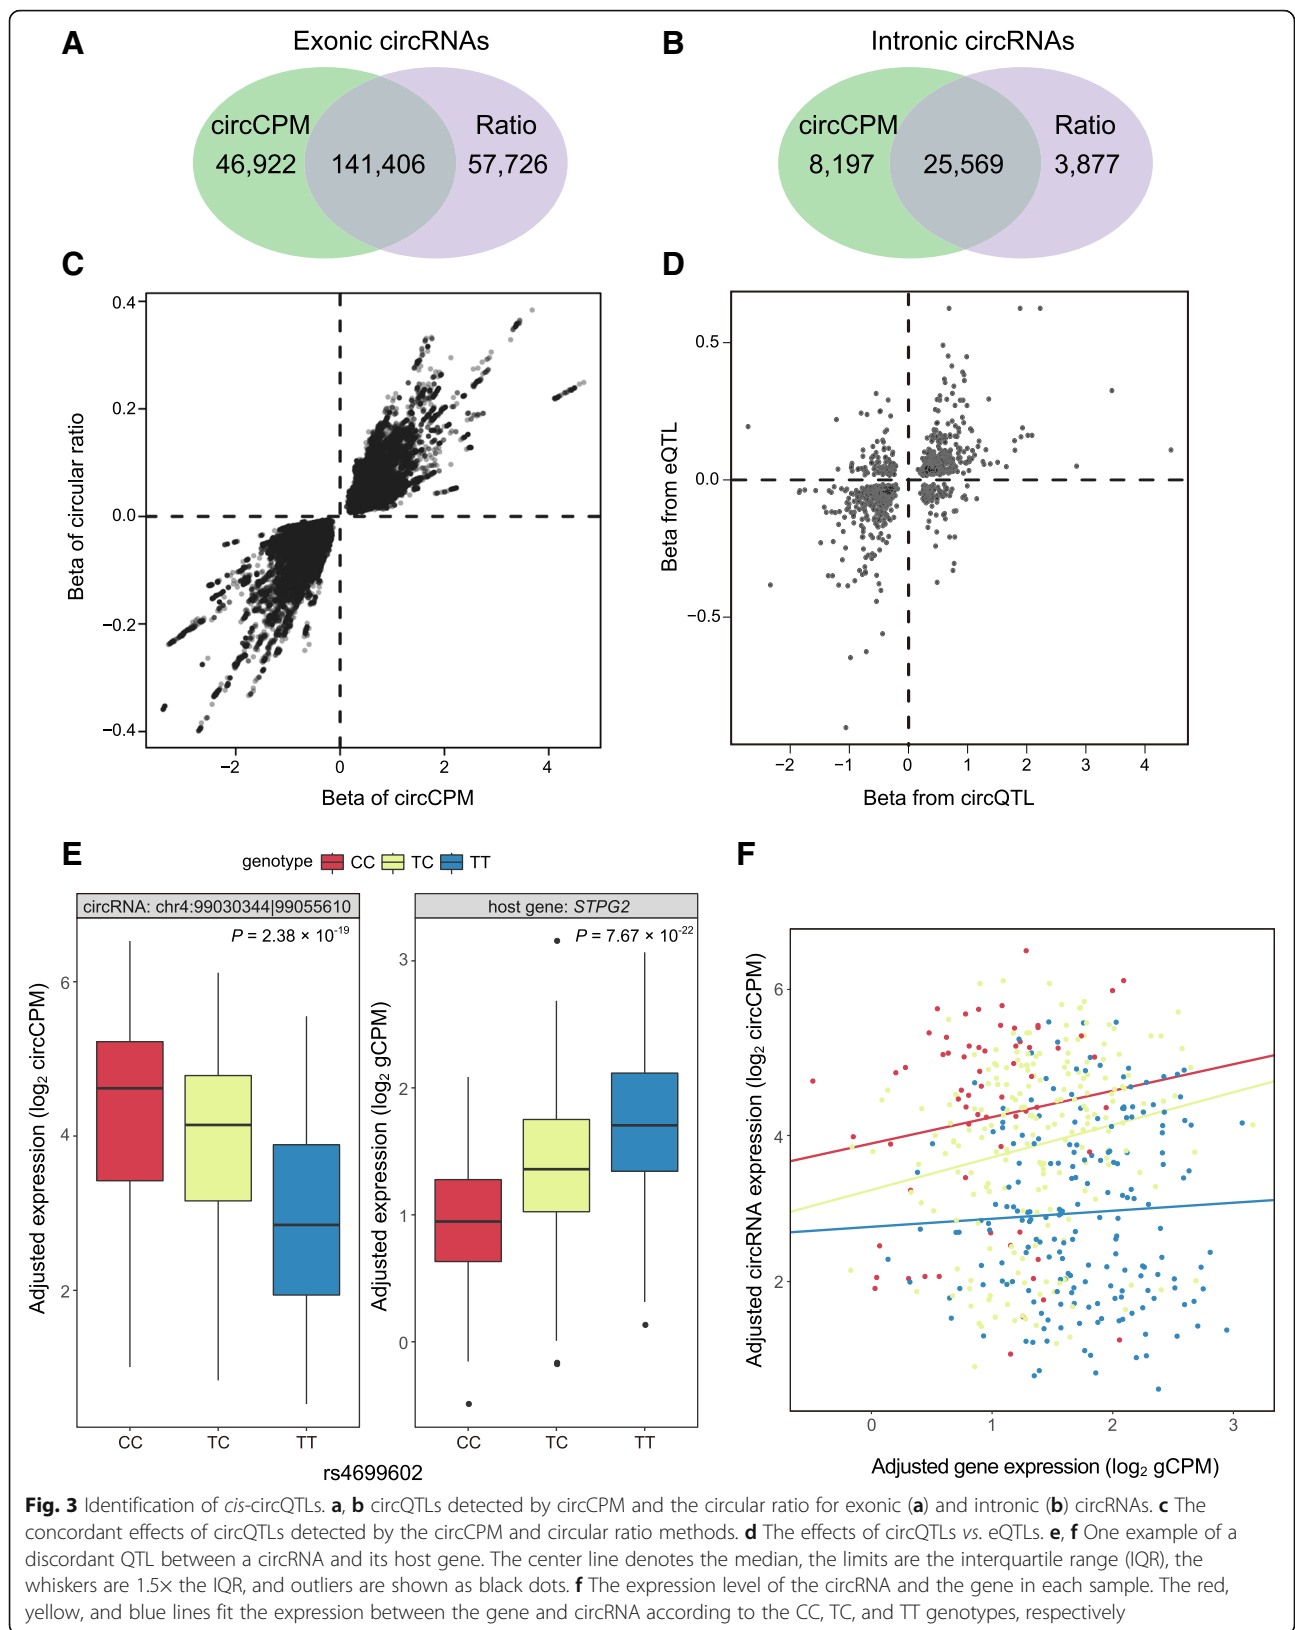 A
Exonic circRNAs
circCPM
46,922
141,406
Ratio
57,726
B
Intronic circRNAs
circCPM
8,197
25,569
Ratio
3,877
C
Beta of circular ratio
0.4
0.2
0.0
−0.2
−0.4
−2
0
2
4
Beta of circCPM
D
Beta from eQTL
0.5
0.0
−0.5
−2
−1
0
1
2
3
4
Beta from circQTL
E
genotype CC TC TT
circRNA: chr4:99030344|99055610
P = 2.38 × 10-19
Adjusted expression (log2 circCPM)
6
4
2
CC
TC
TT
host gene: STPG2
P = 7.67 × 10-22
Adjusted expression (log2 gCPM)
3
2
1
0
CC
TC
TT
rs4699602
F
Adjusted circRNA expression (log2 circCPM)
6
4
2
0
1
2
3
Adjusted gene expression (log2 gCPM)
Fig. 3 Identification of cis-circQTLs. a, b circQTLs detected by circCPM and the circular ratio for exonic (a) and intronic (b) circRNAs. c The
concordant effects of circQTLs detected by the circCPM and circular ratio methods. d The effects of circQTLs vs. eQTLs. e, f One example of a
discordant QTL between a circRNA and its host gene. The center line denotes the median, the limits are the interquartile range (IQR), the
whiskers are 1.5× the IQR, and outliers are shown as black dots. f The expression level of the circRNA and the gene in each sample. The red,
yellow, and blue lines fit the expression between the gene and circRNA according to the CC, TC, and TT genotypes, respectively